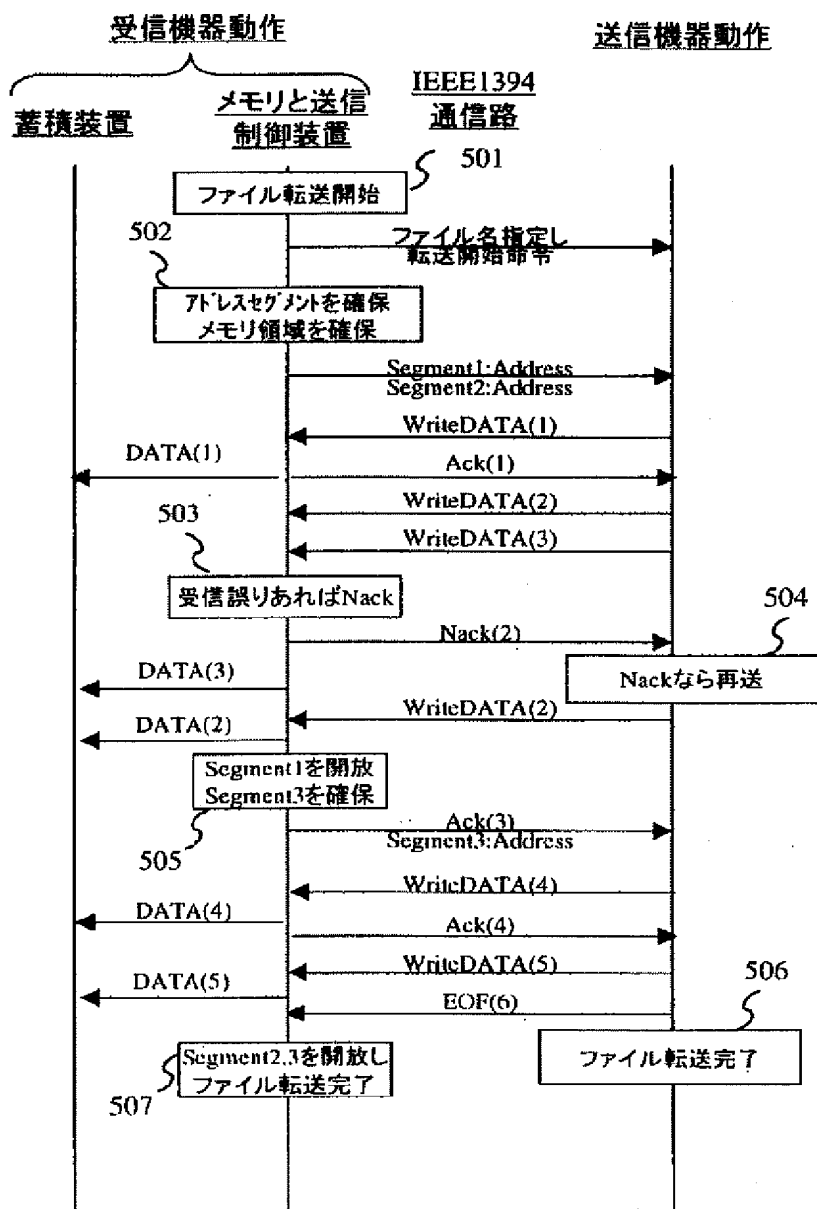 受信機器動作
送信機器動作
蓄積装置
メモリと送信
制御装置
IEEE1394
通信路
501
ファイル転送開始
502
ファイル名指定し
転送開始命令
アドレスセグメントを確保
メモリ領域を確保
Segment1:Address
Segment2:Address
WriteDATA(1)
DATA(1)
Ack(1)
WriteDATA(2)
503
WriteDATA(3)
受信誤りあればNack
504
Nack(2)
Nackなら再送
DATA(3)
WriteDATA(2)
DATA(2)
Segment1を開放
Segment3を確保
505
Ack(3)
Segment3:Address
WriteDATA(4)
DATA(4)
Ack(4)
WriteDATA(5)
506
DATA(5)
EOF(6)
Segment2.3を開放し
ファイル転送完了
ファイル転送完了
507